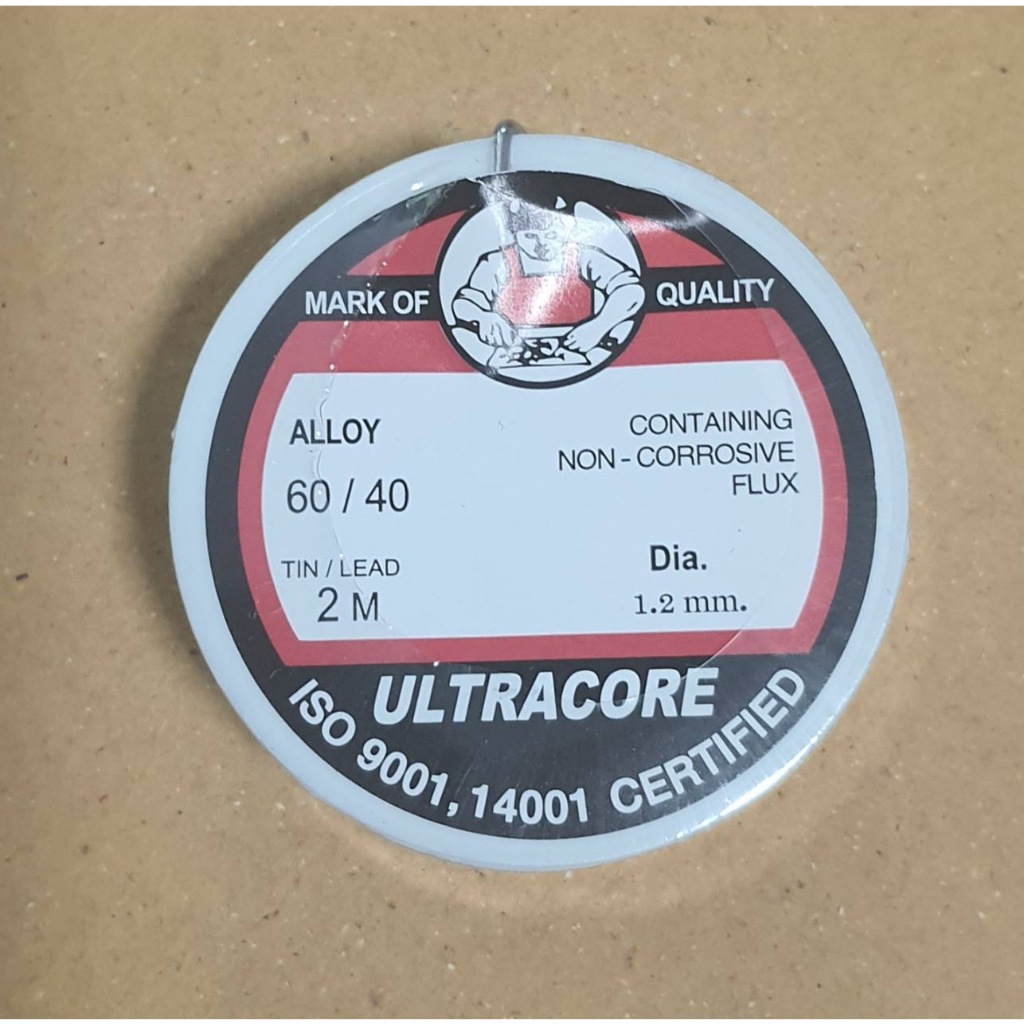 MARK OF QUALITY
ALLOY
60 / 40
TIN / LEAD
2 M
CONTAINING
NON - CORROSIVE
FLUX
Dia.
1.2 mm.
ULTRACORE
ISO 9001, 14001 CERTIFIED